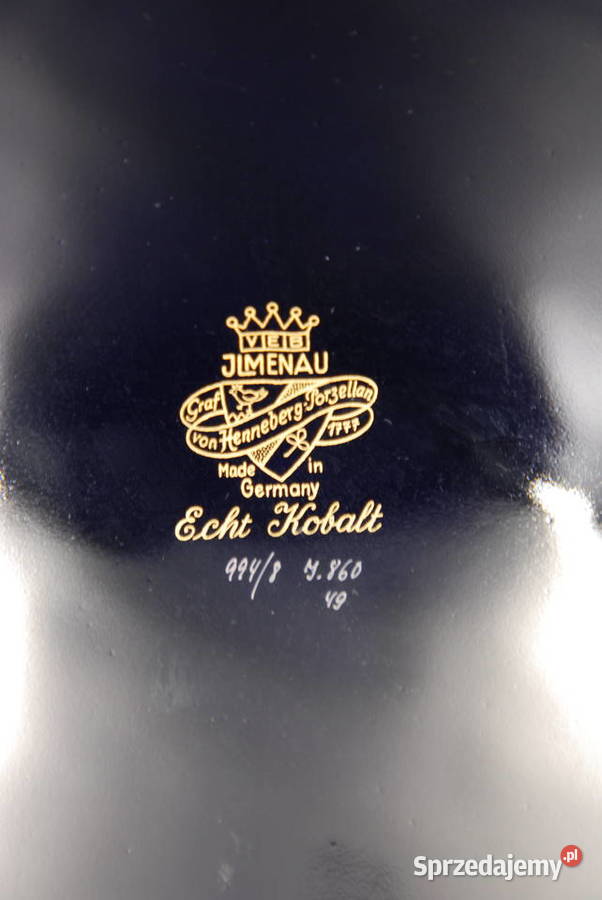 VEB
JLMENAU
Graf
von Henneberg-Porzellan
1777
Made in
Germany
Echt Kobalt
994/8 J.860
49
Sprzedajemy.pl